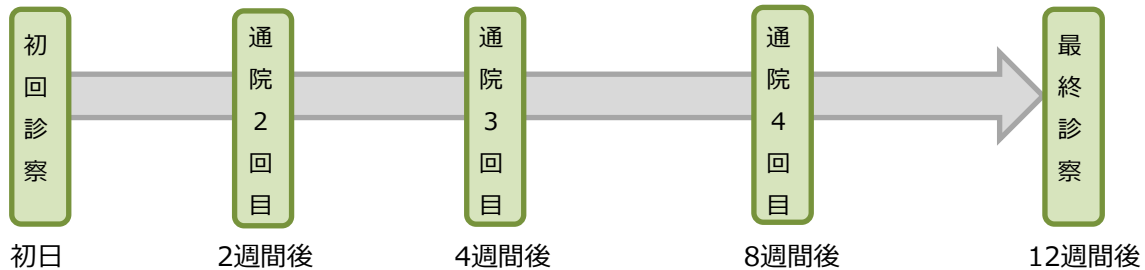 初回診察
通院2回目
通院3回目
通院4回目
最終診察
初日
2週間後
4週間後
8週間後
12週間後